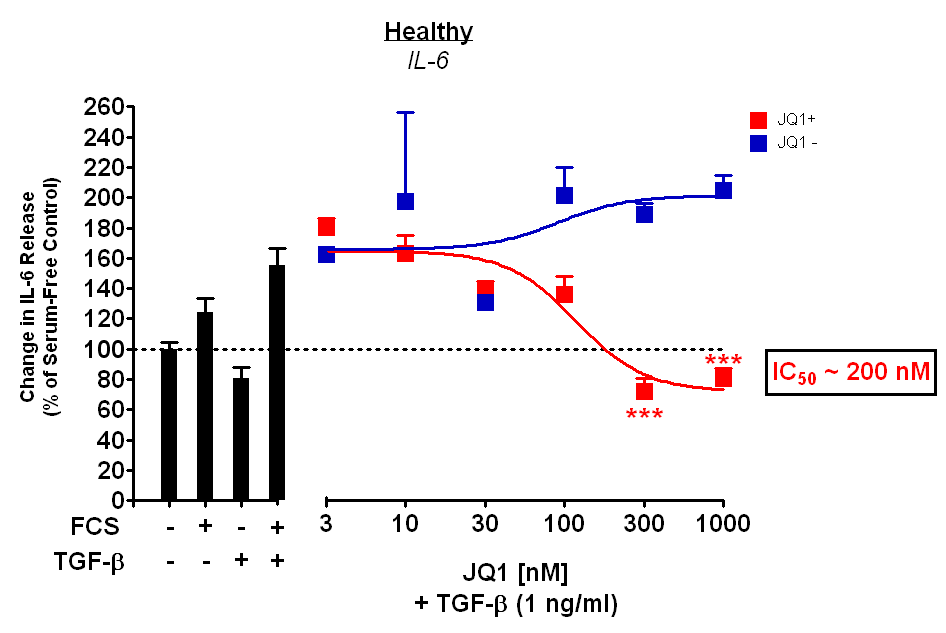 Healthy
IL-6
Change in IL-6 Release
(% of Serum-Free Control)
260
240
220
200
180
160
140
120
100
80
60
40
20
0
JQ1+
JQ1 -
***
***
IC50 ~ 200 nM
3 10 30 100 300 1000
FCS - + - +
TGF-β - - + +
JQ1 [nM]
+ TGF-β (1 ng/ml)